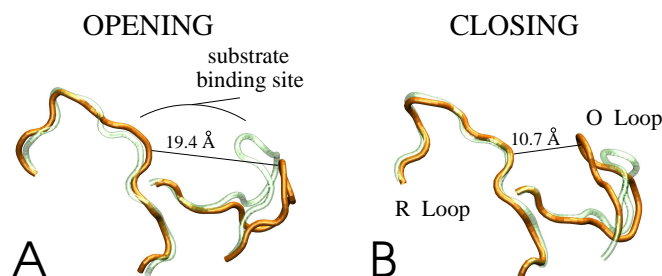 OPENING
substrate
binding site
19.4 Å
A
CLOSING
10.7 Å
O Loop
R Loop
B